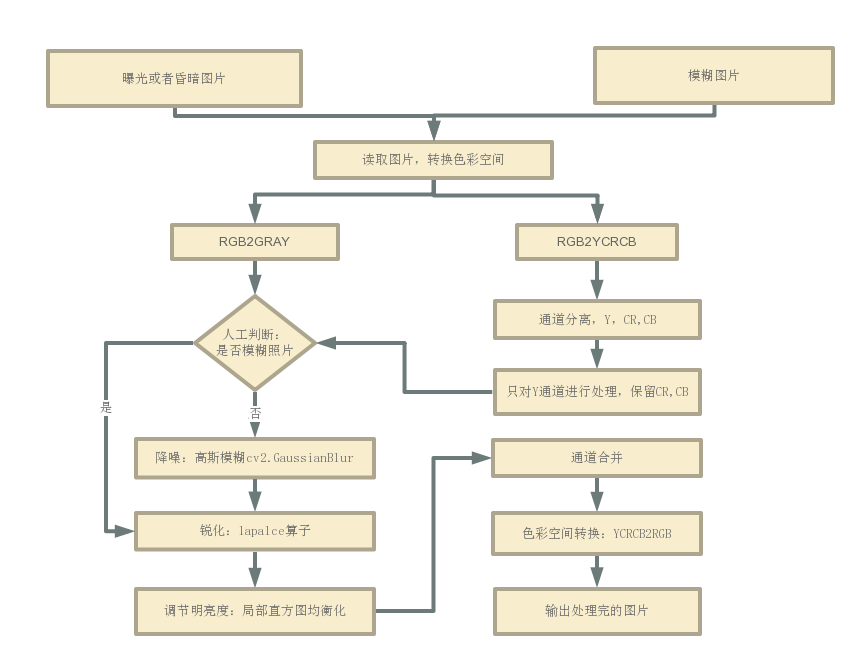 曝光或者昏暗图片
模糊图片
读取图片，转换色彩空间
RGB2GRAY
RGB2YCRCB
人工判断：
是否模糊照片
通道分离，Y，CR,CB
只对Y通道进行处理，保留CR,CB
是
否
降噪：高斯模糊cv2.GaussianBlur
通道合并
锐化：lapalce算子
色彩空间转换：YCRCB2RGB
调节明亮度：局部直方图均衡化
输出处理完的图片